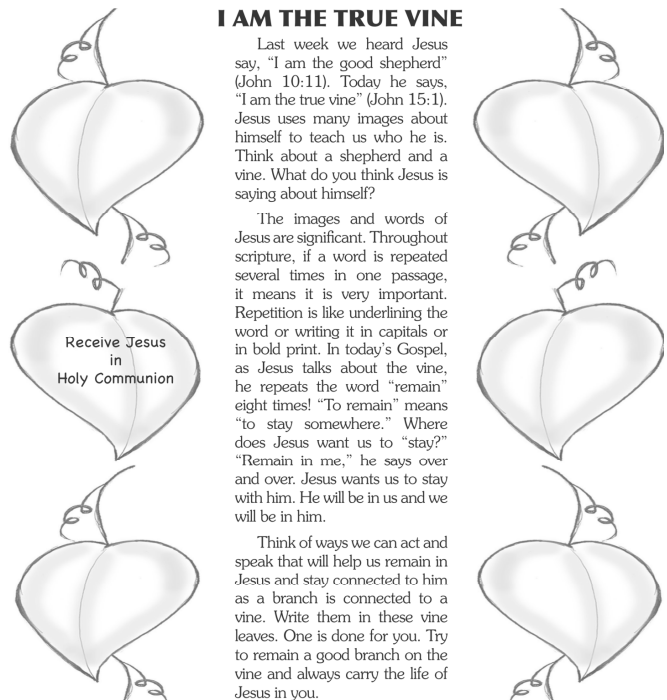 I AM THE TRUE VINE
Last week we heard Jesus
say, “I am the good shepherd”
(John 10:11). Today he says,
“I am the true vine” (John 15:1).
Jesus uses many images about
himself to teach us who he is.
Think about a shepherd and a
vine. What do you think Jesus is
saying about himself?
The images and words of
Jesus are significant. Throughout
scripture, if a word is repeated
several times in one passage,
it means it is very important.
Repetition is like underlining the
word or writing it in capitals or
in bold print. In today’s Gospel,
as Jesus talks about the vine,
he repeats the word “remain”
eight times! “To remain” means
“to stay somewhere.” Where
does Jesus want us to “stay?”
“Remain in me,” he says over
and over. Jesus wants us to stay
with him. He will be in us and we
will be in him.
Think of ways we can act and
speak that will help us remain in
Jesus and stay connected to him
as a branch is connected to a
vine. Write them in these vine
leaves. One is done for you. Try
to remain a good branch on the
vine and always carry the life of
Jesus in you.
Receive Jesus
in
Holy Communion